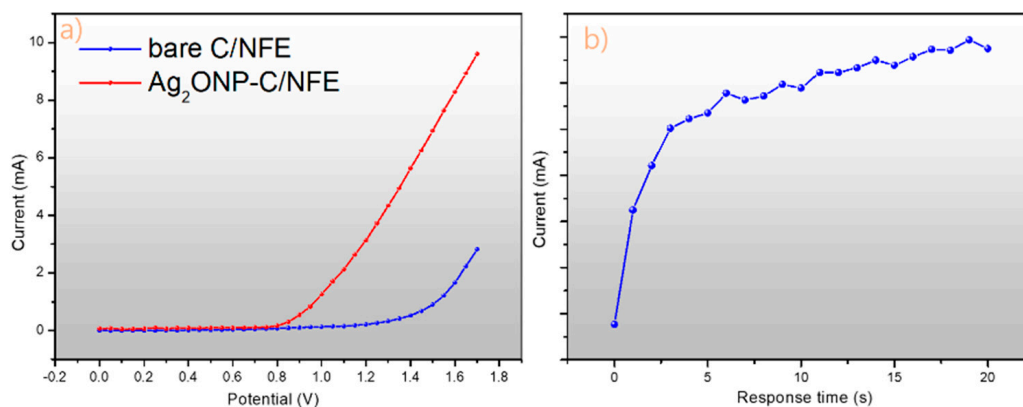 a)
bare C/NFE
Ag₂ONP-C/NFE
10
8
6
4
2
0
Current (mA)
-0.2 0.0 0.2 0.4 0.6 0.8 1.0 1.2 1.4 1.6 1.8
Potential (V)
b)
Current (mA)
0 5 10 15 20
Response time (s)